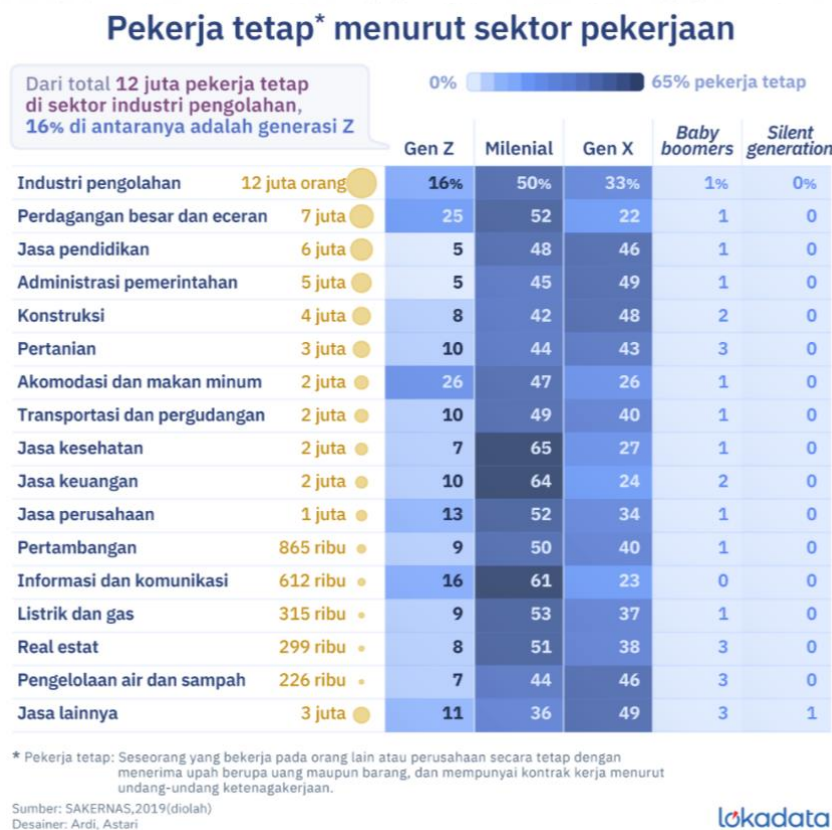 Pekerja tetap* menurut sektor pekerjaan
Dari total 12 juta pekerja tetap
di sektor industri pengolahan,
16% di antaranya adalah generasi Z
0% 65% pekerja tetap
Gen Z Milenial Gen X Baby boomers Silent generation
Industri pengolahan 12 juta orang 16% 50% 33% 1% 0%
Perdagangan besar dan eceran 7 juta 25 52 22 1 0
Jasa pendidikan 6 juta 5 48 46 1 0
Administrasi pemerintahan 5 juta 5 45 49 1 0
Konstruksi 4 juta 8 42 48 2 0
Pertanian 3 juta 10 44 43 3 0
Akomodasi dan makan minum 2 juta 26 47 26 1 0
Transportasi dan pergudangan 2 juta 10 49 40 1 0
Jasa kesehatan 2 juta 7 65 27 1 0
Jasa keuangan 2 juta 10 64 24 2 0
Jasa perusahaan 1 juta 13 52 34 1 0
Pertambangan 865 ribu 9 50 40 1 0
Informasi dan komunikasi 612 ribu 16 61 23 0 0
Listrik dan gas 315 ribu 9 53 37 1 0
Real estat 299 ribu 8 51 38 3 0
Pengelolaan air dan sampah 226 ribu 7 44 46 3 0
Jasa lainnya 3 juta 11 36 49 3 1
* Pekerja tetap: Seseorang yang bekerja pada orang lain atau perusahaan secara tetap dengan
menerima upah berupa uang maupun barang, dan mempunyai kontrak kerja menurut
undang-undang ketenagakerjaan.
Sumber: SAKERNAS,2019(diolah)
Desainer: Ardi, Astari
lokadata